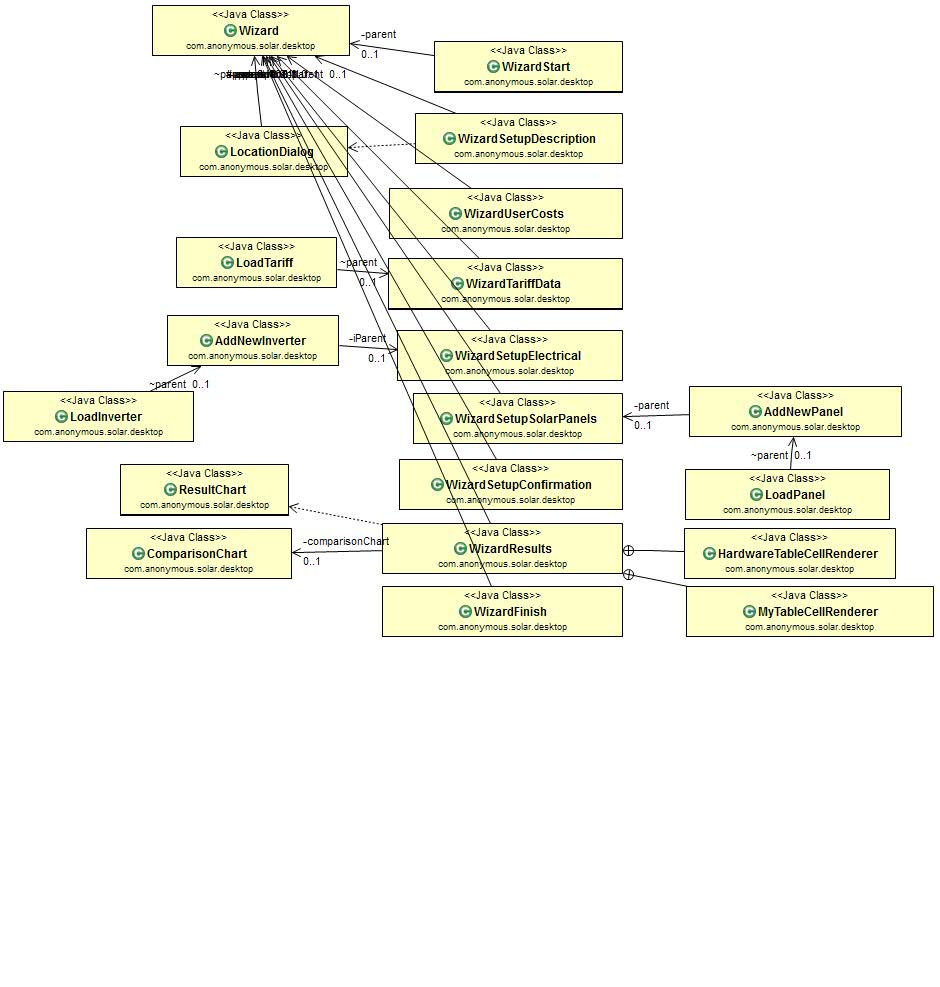 <<Java Class>>
Wizard
com.anonymous.solar.desktop
-parent
0..1
<<Java Class>>
WizardStart
com.anonymous.solar.desktop
0..1
<<Java Class>>
WizardSetupDescription
com.anonymous.solar.desktop
<<Java Class>>
LocationDialog
com.anonymous.solar.desktop
<<Java Class>>
WizardUserCosts
com.anonymous.solar.desktop
<<Java Class>>
LoadTariff
com.anonymous.solar.desktop
~parent
0..1
<<Java Class>>
WizardTariffData
com.anonymous.solar.desktop
<<Java Class>>
AddNewInverter
com.anonymous.solar.desktop
-iParent
0..1
<<Java Class>>
WizardSetupElectrical
com.anonymous.solar.desktop
~parent 0..1
<<Java Class>>
LoadInverter
com.anonymous.solar.desktop
<<Java Class>>
WizardSetupSolarPanels
com.anonymous.solar.desktop
-parent
0..1
<<Java Class>>
AddNewPanel
com.anonymous.solar.desktop
~parent 0..1
<<Java Class>>
LoadPanel
com.anonymous.solar.desktop
<<Java Class>>
ResultChart
com.anonymous.solar.desktop
<<Java Class>>
WizardSetupConfirmation
com.anonymous.solar.desktop
<<Java Class>>
ComparisonChart
com.anonymous.solar.desktop
-comparisonChart
0..1
<<Java Class>>
WizardResults
com.anonymous.solar.desktop
<<Java Class>>
HardwareTableCellRenderer
com.anonymous.solar.desktop
<<Java Class>>
WizardFinish
com.anonymous.solar.desktop
<<Java Class>>
MyTableCellRenderer
com.anonymous.solar.desktop